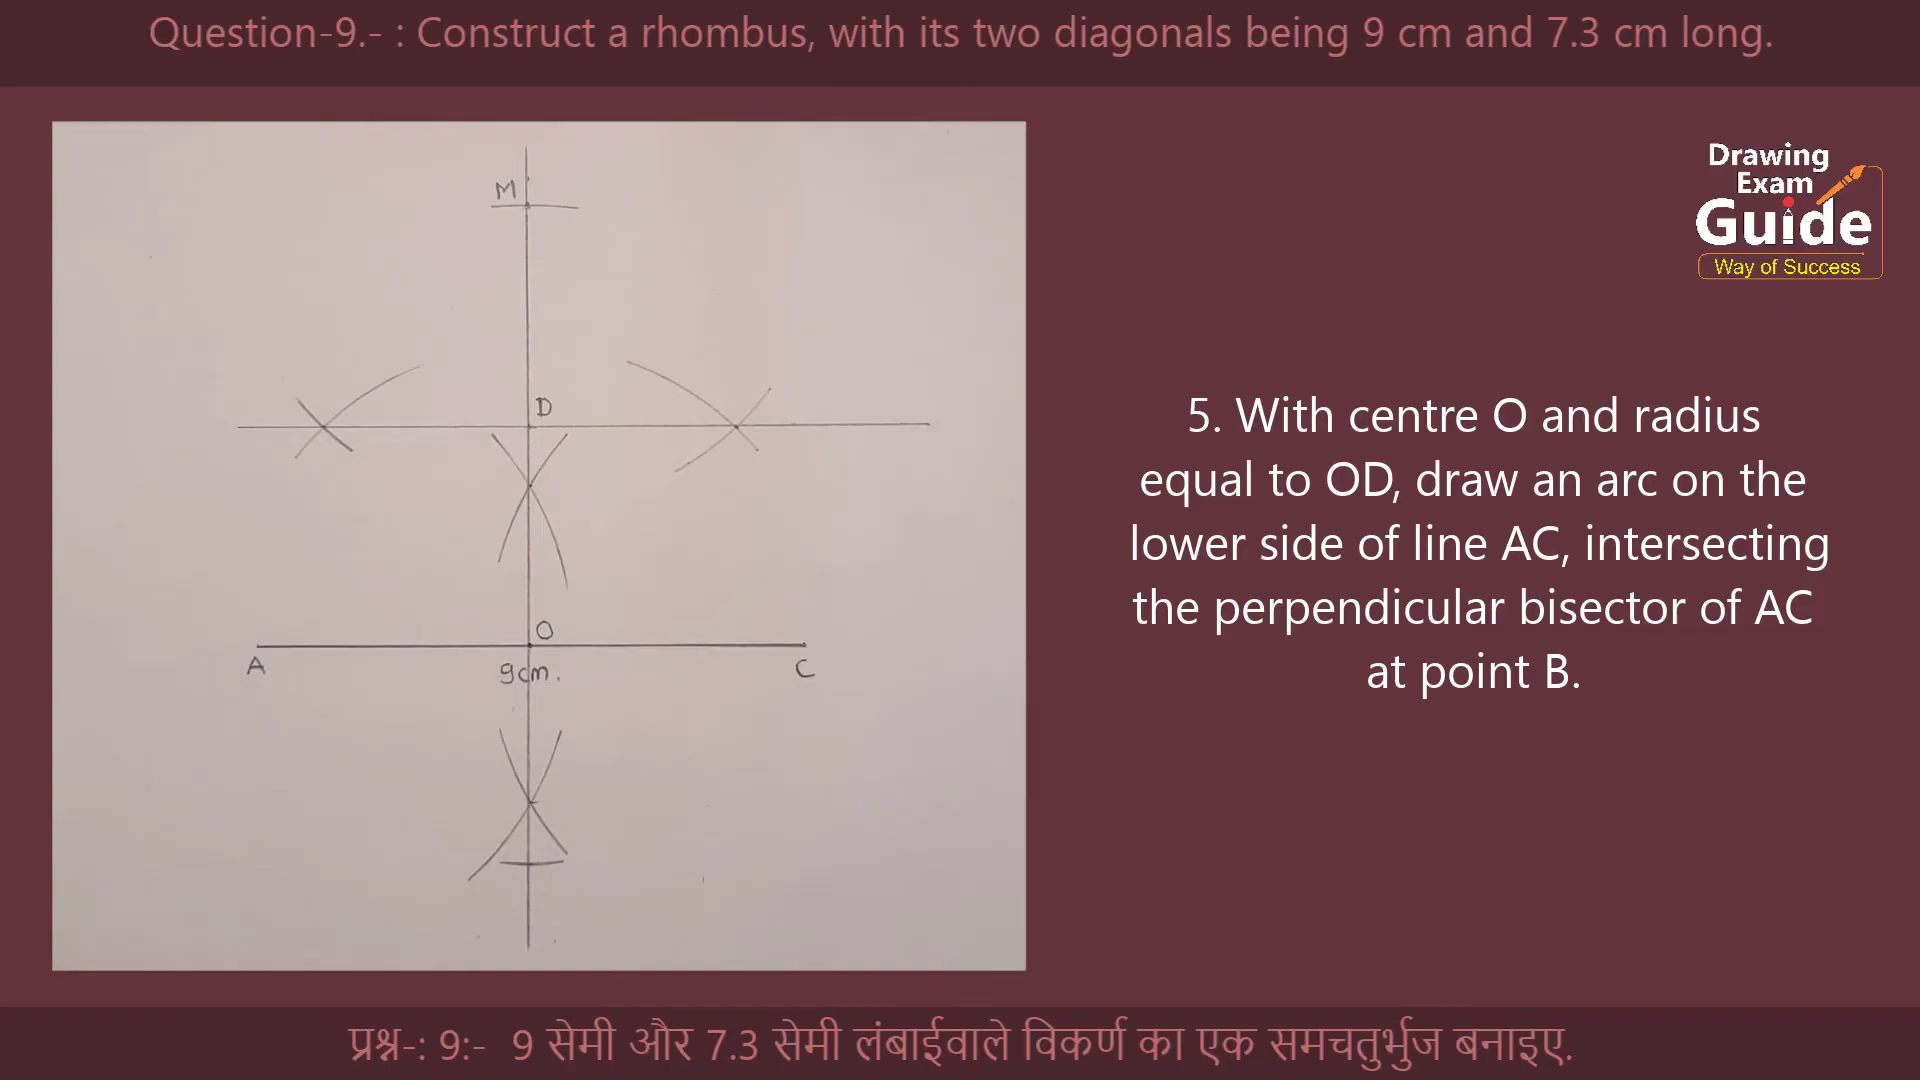 Question-9.- : Construct a rhombus, with its two diagonals being 9 cm and 7.3 cm long.
Drawing
Exam
Guide
Way of Success
M
D
O
A
9cm.
C
5. With centre O and radius
equal to OD, draw an arc on the
lower side of line AC, intersecting
the perpendicular bisector of AC
at point B.
प्रश्न-: 9:- 9 सेमी और 7.3 सेमी लंबाईवाले विकर्ण का एक समचतुर्भुज बनाइए.